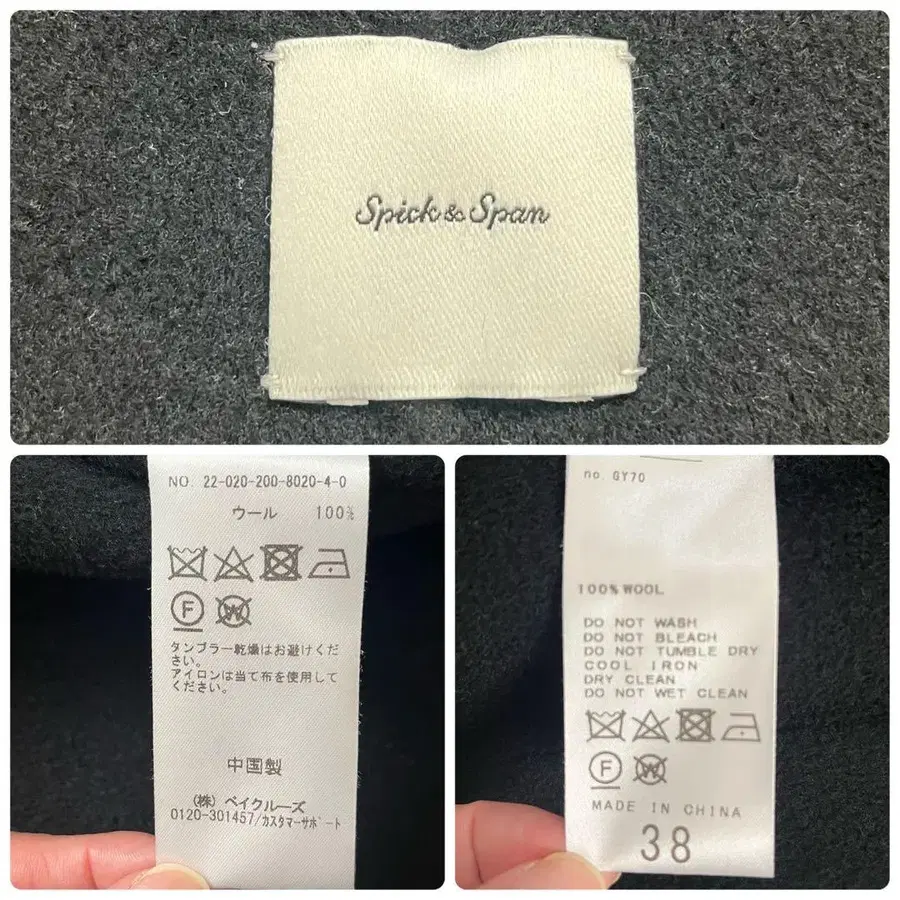 Spick & Span
NO. 22-020-200-8020-4-0
ウール 100%
F
W
タンブラー乾燥はお避けくだ
さい。
アイロンは当て布を使用して
ください。
中国製
(株) ベイクルーズ
0120-301457/カスタマーサポート
no. GY70
100% WOOL
DO NOT WASH
DO NOT BLEACH
DO NOT TUMBLE DRY
COOL IRON
DRY CLEAN
DO NOT WET CLEAN
F
W
MADE IN CHINA
38